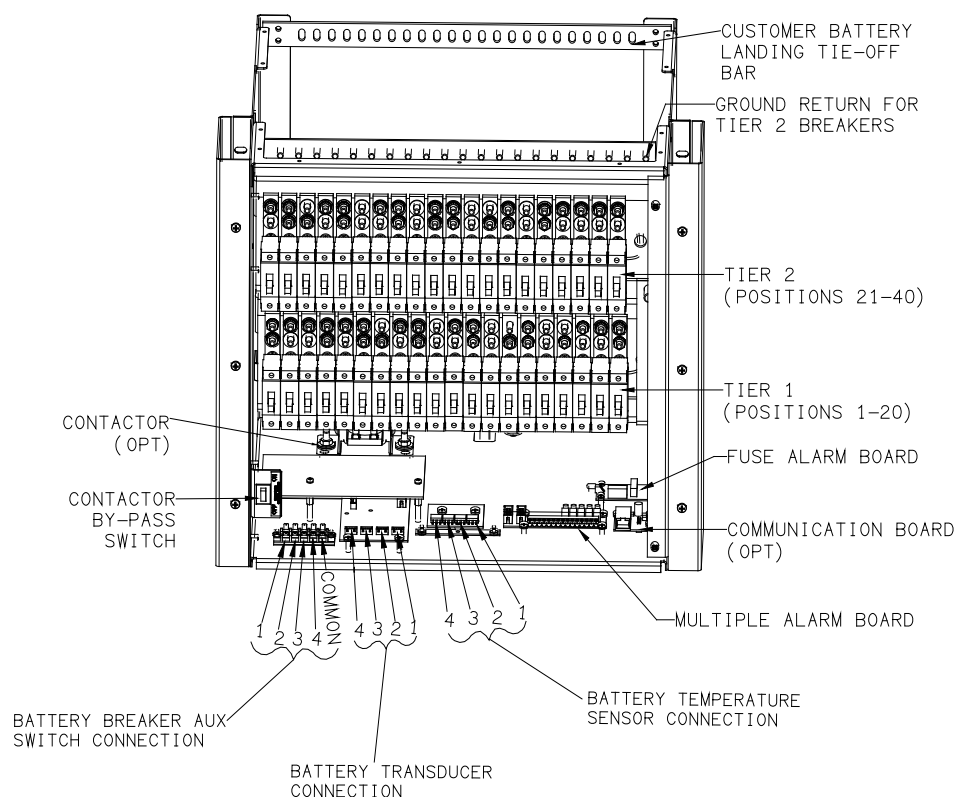 CUSTOMER BATTERY
LANDING TIE-OFF
BAR
GROUND RETURN FOR
TIER 2 BREAKERS
TIER 2
(POSITIONS 21-40)
TIER 1
(POSITIONS 1-20)
CONTACTOR
(OPT)
FUSE ALARM BOARD
CONTACTOR
BY-PASS
SWITCH
COMMUNICATION BOARD
(OPT)
MULTIPLE ALARM BOARD
1 2 3 4 COMMON
4 3 2 1
4 3 2 1
BATTERY TEMPERATURE
SENSOR CONNECTION
BATTERY BREAKER AUX
SWITCH CONNECTION
BATTERY TRANSDUCER
CONNECTION